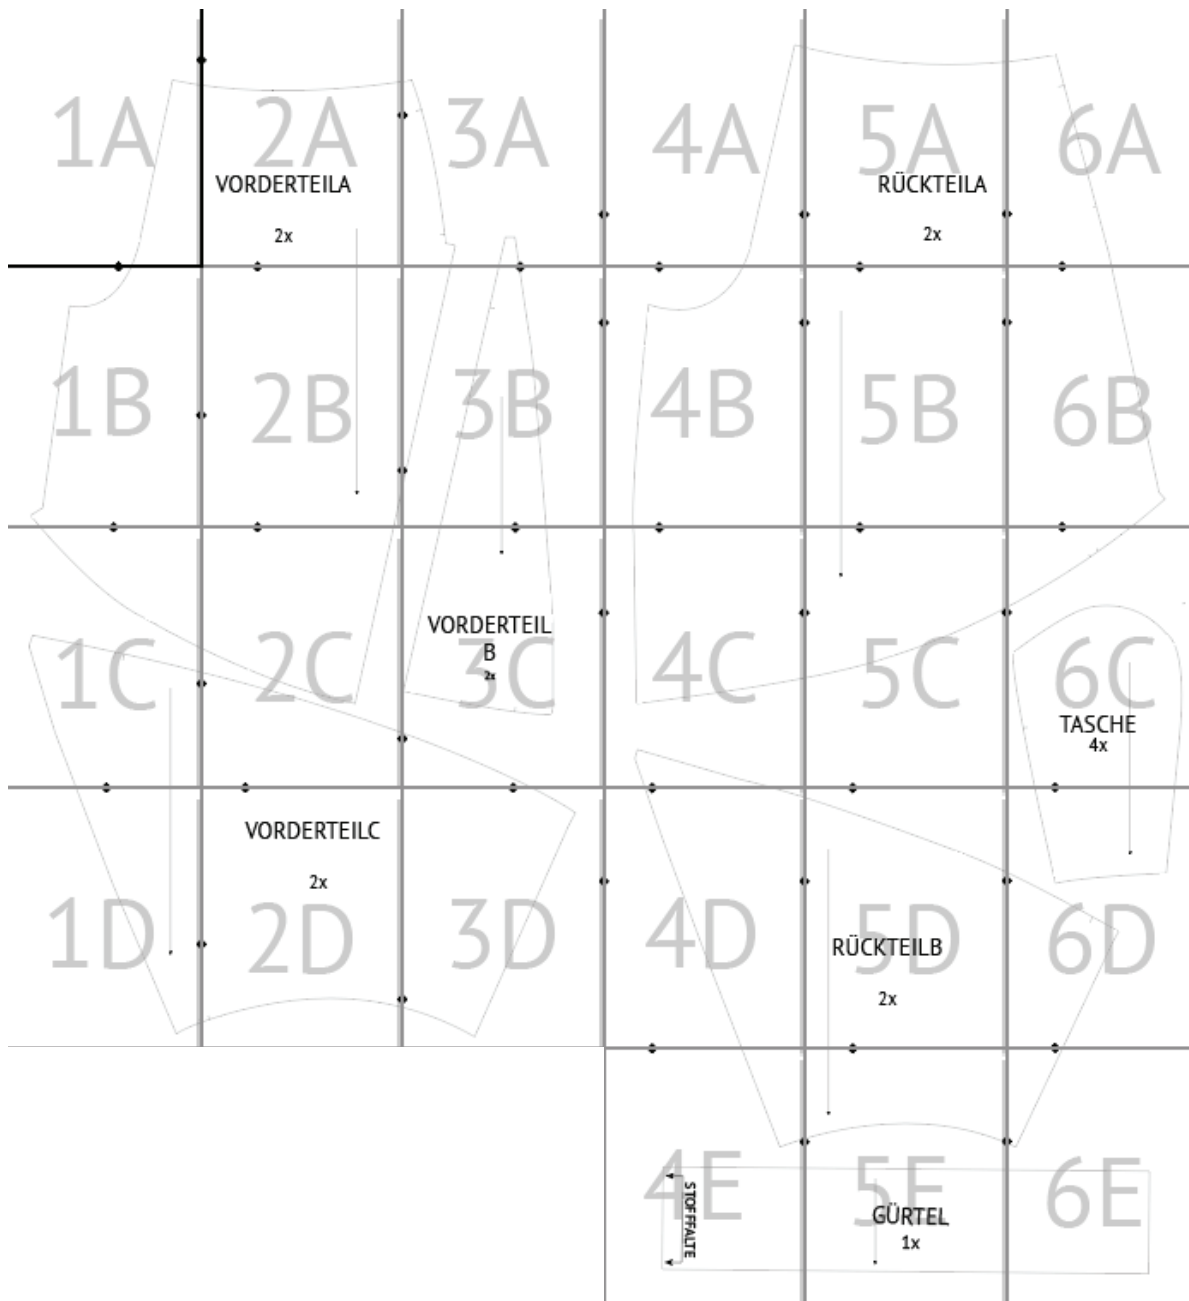 1A
2A
3A
4A
5A
6A
VORDERTEILA
2x
RÜCKTEILA
2x
1B
2B
3B
4B
5B
6B
VORDERTEIL
B
2x
1C
2C
3C
4C
5C
6C
TASCHE
4x
VORDERTEILC
2x
1D
2D
3D
4D
5D
6D
RÜCKTEILB
2x
4E
5E
6E
STOFFFALTE
GÜRTEL
1x